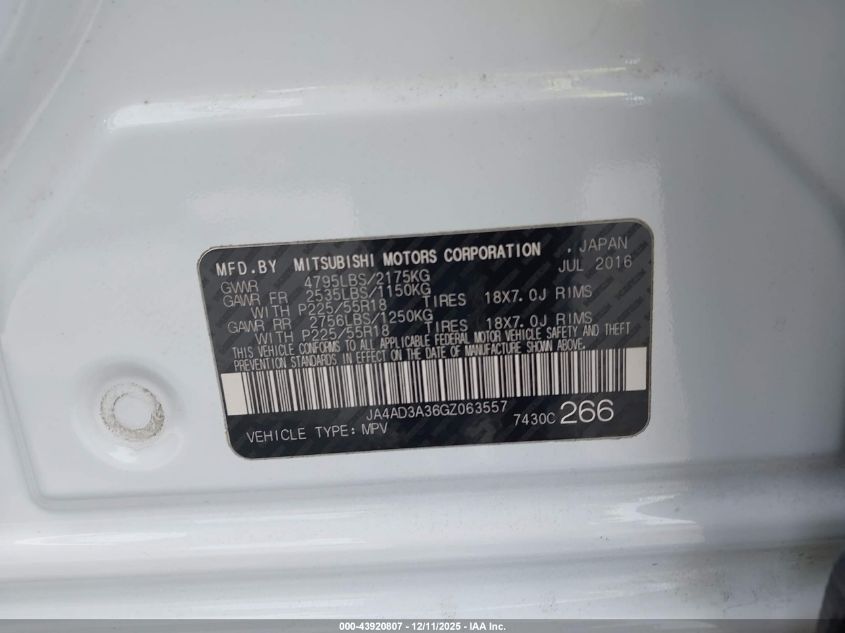 MFD.BY MITSUBISHI MOTORS CORPORATION . JAPAN
GVWR 4795LBS/2175KG JUL 2016
GAWR FR 2535LBS/1150KG
WITH P225/55R18 TIRES 18X7.0J RIMS
GAWR RR 2756LBS/1250KG
WITH P225/55R18 TIRES 18X7.0J RIMS
THIS VEHICLE CONFORMS TO ALL APPLICABLE FEDERAL MOTOR VEHICLE SAFETY AND THEFT
PREVENTION STANDARDS IN EFFECT ON THE DATE OF MANUFACTURE SHOWN ABOVE.
JA4AD3A36GZ063557
VEHICLE TYPE: MPV 7430C 266
000-43920807 - 12/11/2025 - IAA Inc.